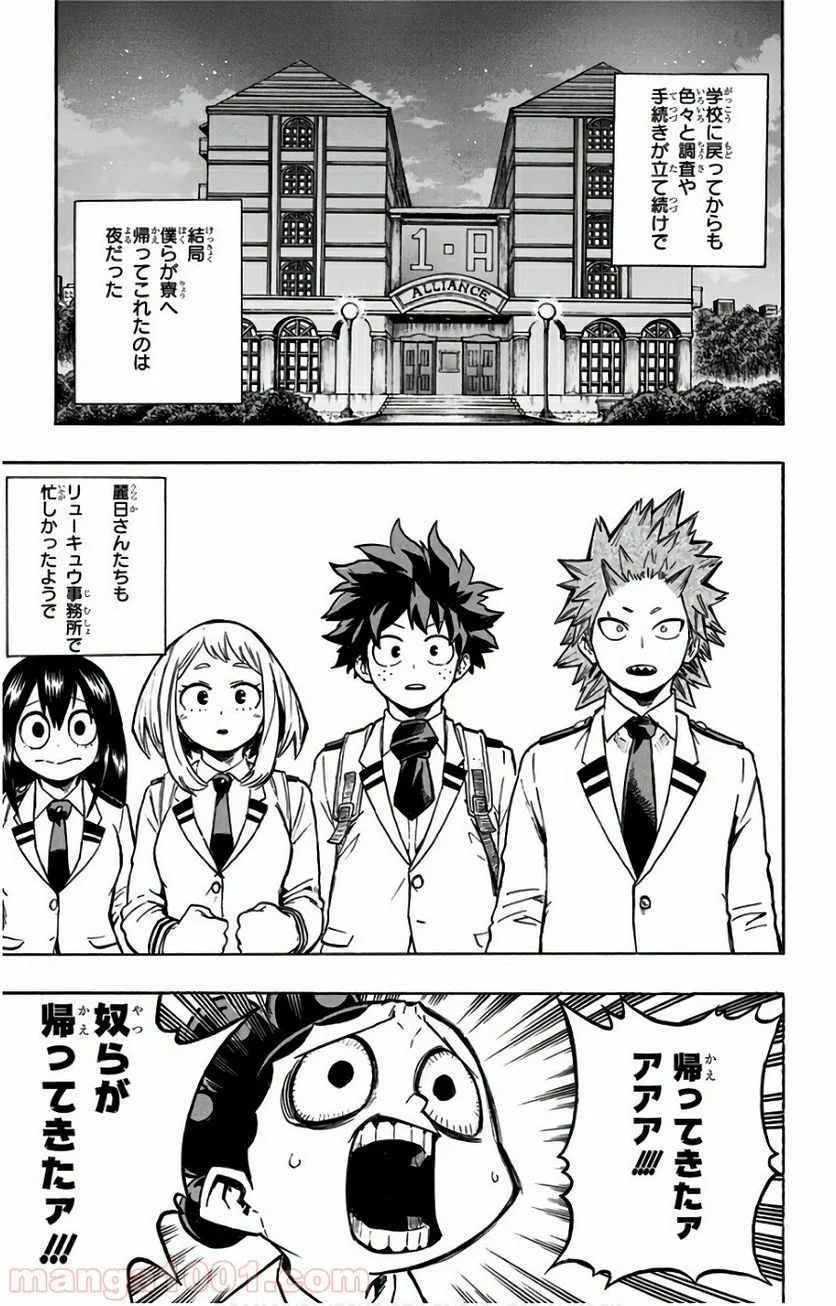 学校に戻ってからも
色々と調査や
手続きが立て続けで
結局
僕らが寮へ
帰ってこれたのは
夜だった
1・A
ALLIANCE
麗日さんたちも
リューキュウ事務所で
忙しかったようで
帰ってきたァ
アアア!!!!
奴らが
帰ってきたァ!!!
manga1001.com